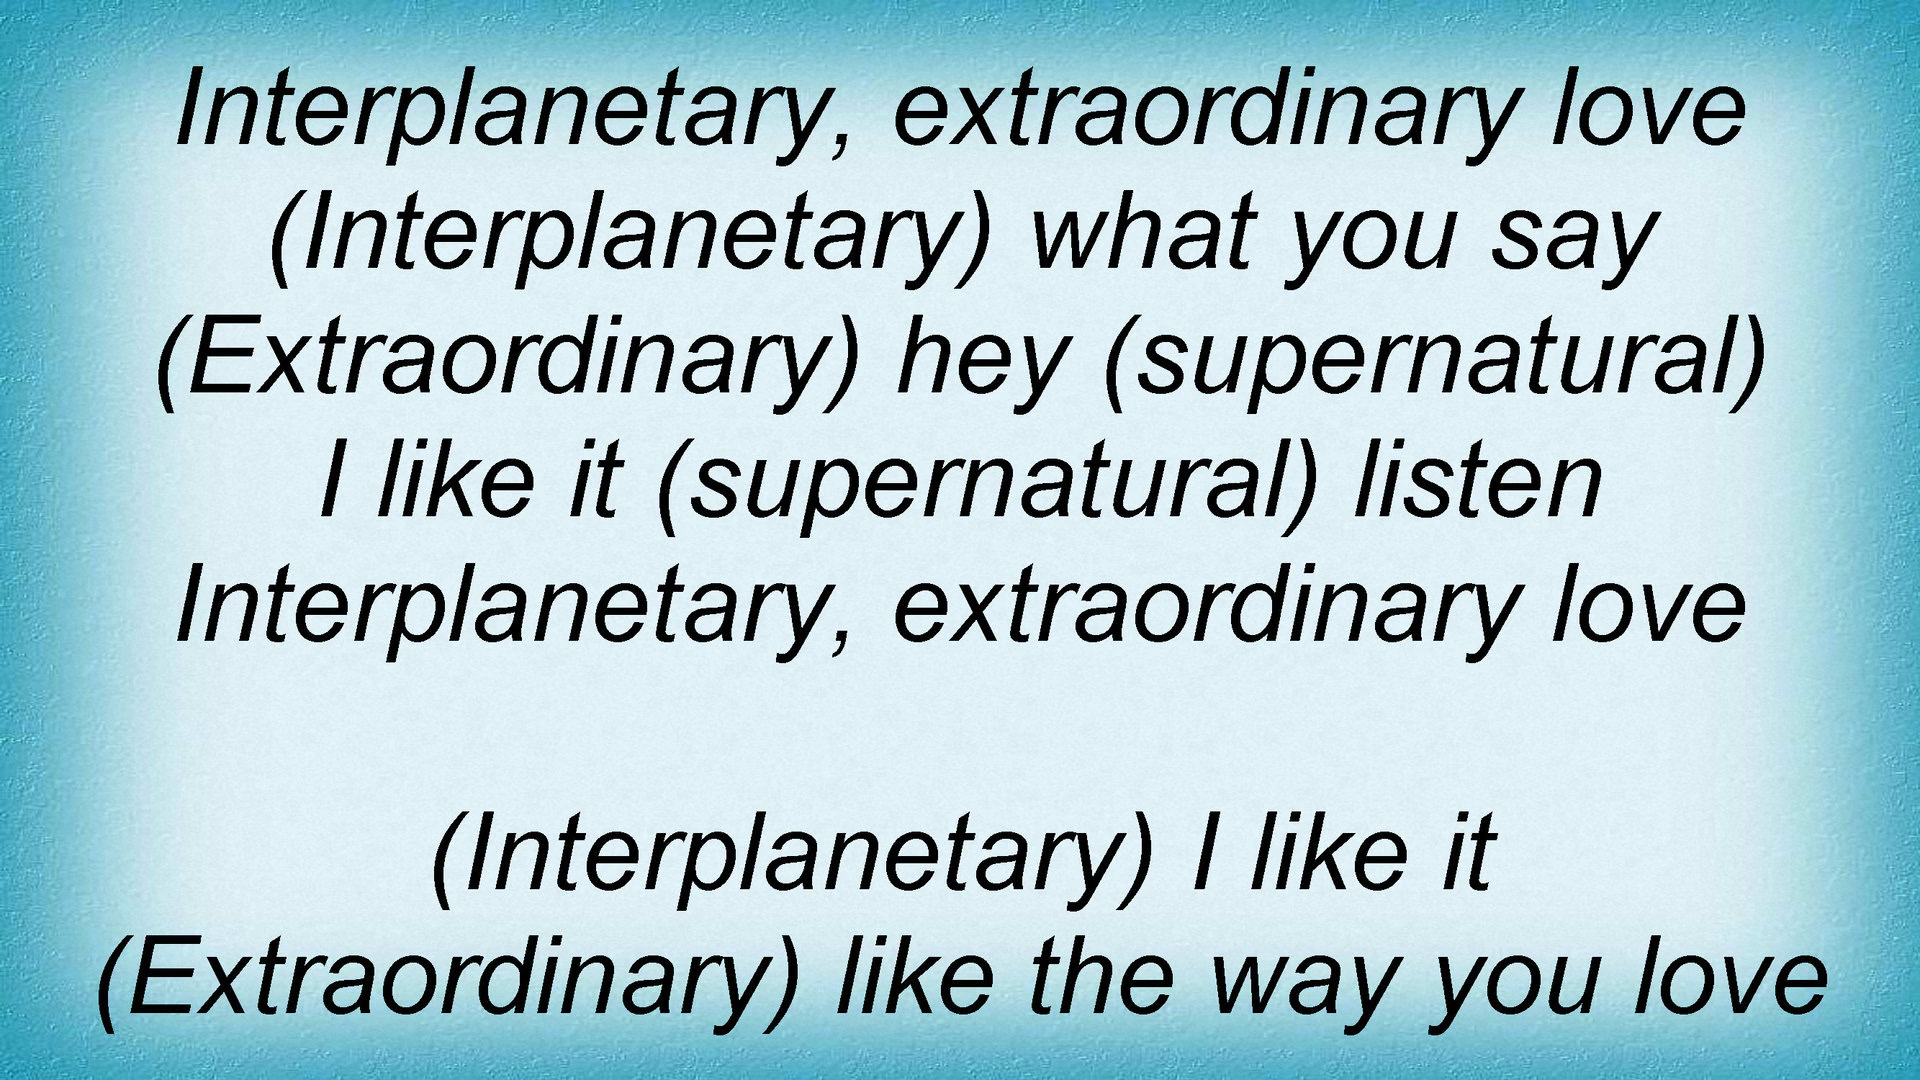 Interplanetary, extraordinary love
(Interplanetary) what you say
(Extraordinary) hey (supernatural)
I like it (supernatural) listen
Interplanetary, extraordinary love
(Interplanetary) I like it
(Extraordinary) like the way you love